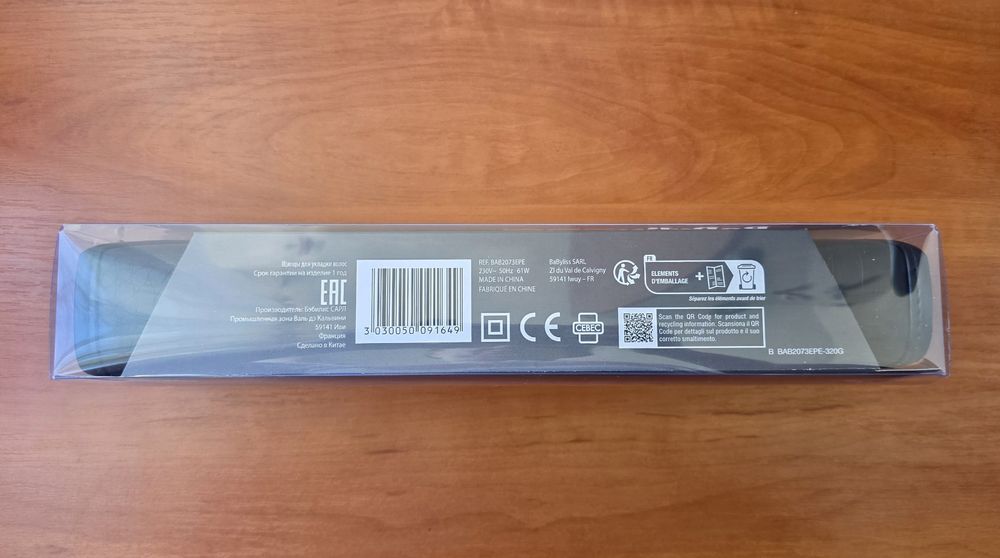 Щипцы для укладки волос
Срок гарантии на изделие 1 год
EAC
Производитель: Бэбилис САРЛ
Промышленная зона Валь дэ Кальвини
59141 Иви
Франция
Сделано в Китае
3 030050 091649
REF. BAB2073EPE
230V~ 50Hz 61W
MADE IN CHINA
FABRIQUÉ EN CHINE
CE
CEBEC
BaByliss SARL
ZI du Val de Calvigny
59141 Iwuy – FR
FR
ELEMENTS
D'EMBALLAGE
+
Séparez les éléments avant de trier
Scan the QR Code for product and
recycling information. Scansiona il QR
Code per dettagli sul prodotto e il suo
corretto smaltimento.
B BAB2073EPE-320G